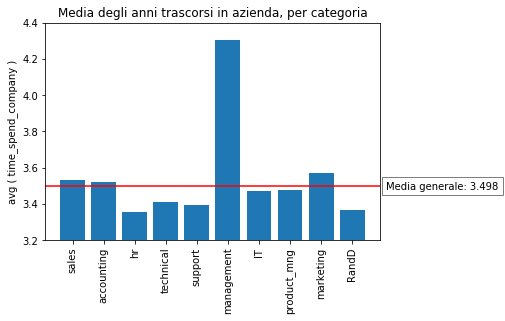 Media degli anni trascorsi in azienda, per categoria
avg ( time_spend_company )
4.4
4.2
4.0
3.8
3.6
3.4
3.2
Media generale: 3.498
sales
accounting
hr
technical
support
management
IT
product_mng
marketing
RandD